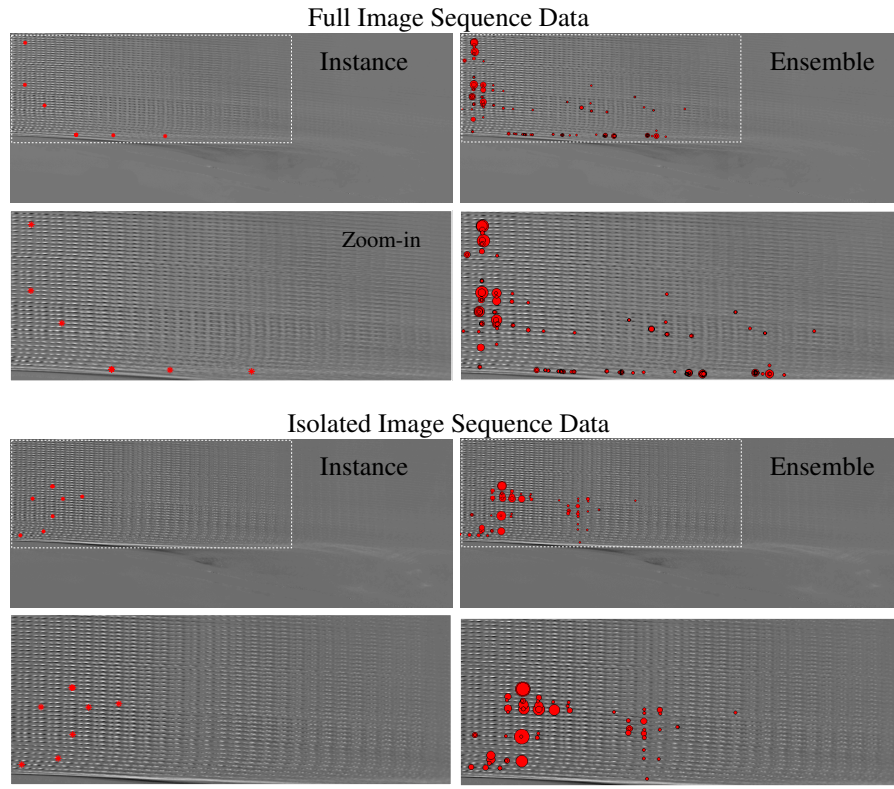 Full Image Sequence Data
Instance
Ensemble
Zoom-in
Isolated Image Sequence Data
Instance
Ensemble